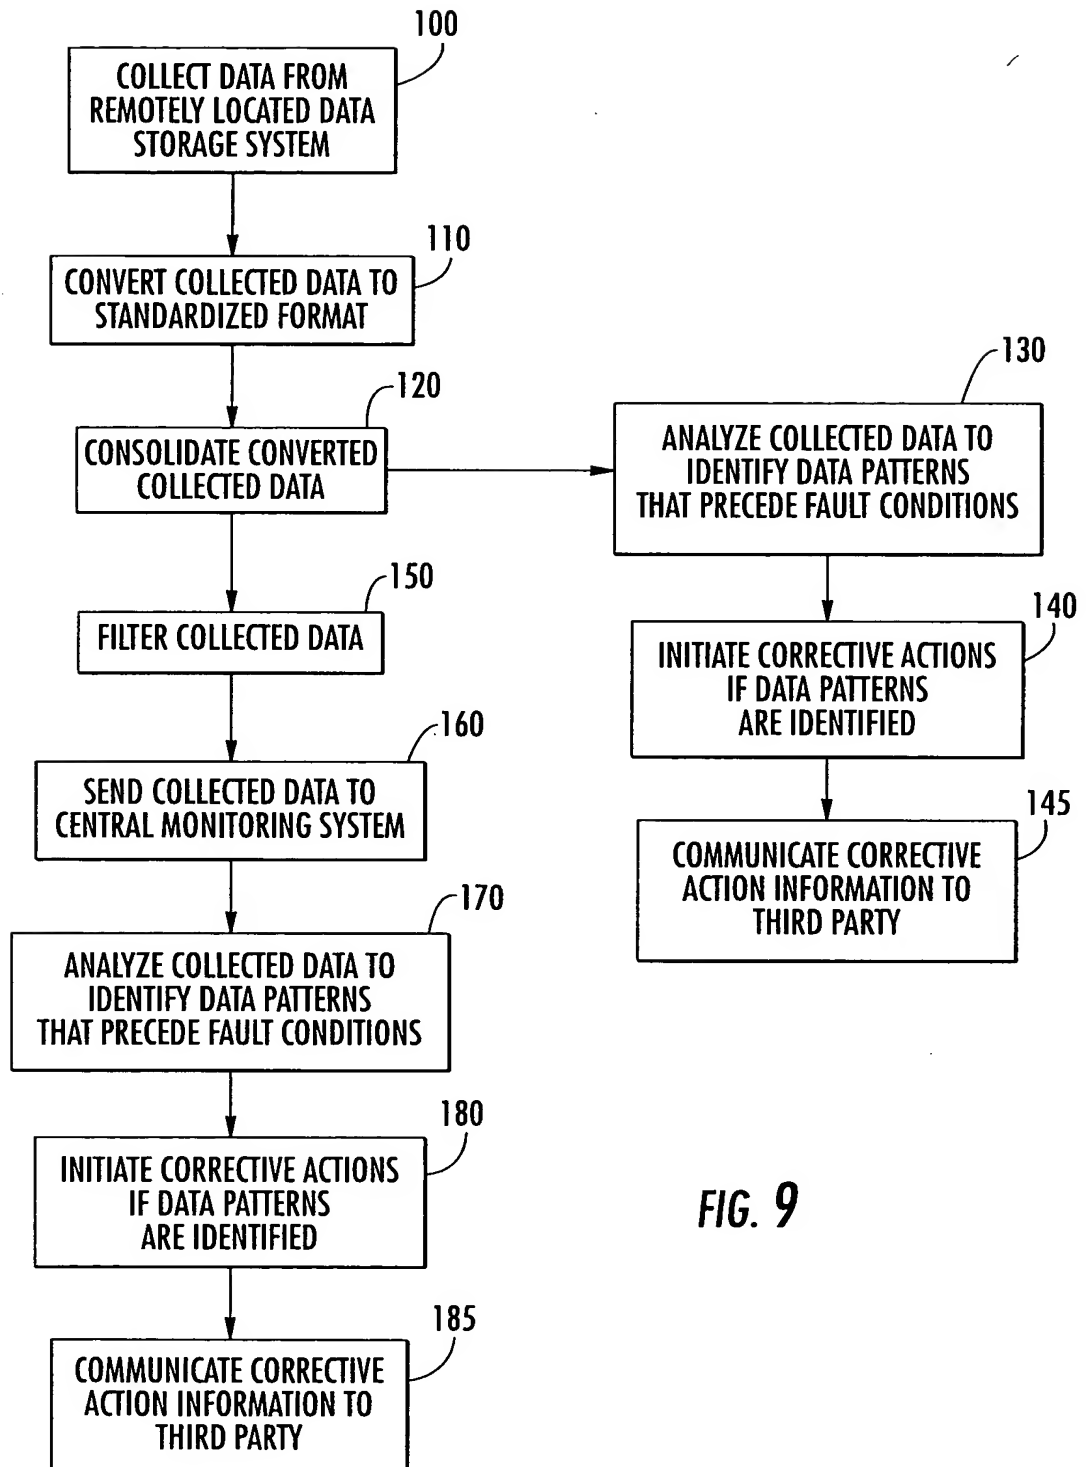 100
COLLECT DATA FROM
REMOTELY LOCATED DATA
STORAGE SYSTEM
110
CONVERT COLLECTED DATA TO
STANDARDIZED FORMAT
120
CONSOLIDATE CONVERTED
COLLECTED DATA
130
ANALYZE COLLECTED DATA TO
IDENTIFY DATA PATTERNS
THAT PRECEDE FAULT CONDITIONS
140
INITIATE CORRECTIVE ACTIONS
IF DATA PATTERNS
ARE IDENTIFIED
145
COMMUNICATE CORRECTIVE
ACTION INFORMATION TO
THIRD PARTY
150
FILTER COLLECTED DATA
160
SEND COLLECTED DATA TO
CENTRAL MONITORING SYSTEM
170
ANALYZE COLLECTED DATA TO
IDENTIFY DATA PATTERNS
THAT PRECEDE FAULT CONDITIONS
180
INITIATE CORRECTIVE ACTIONS
IF DATA PATTERNS
ARE IDENTIFIED
185
COMMUNICATE CORRECTIVE
ACTION INFORMATION TO
THIRD PARTY
FIG. 9